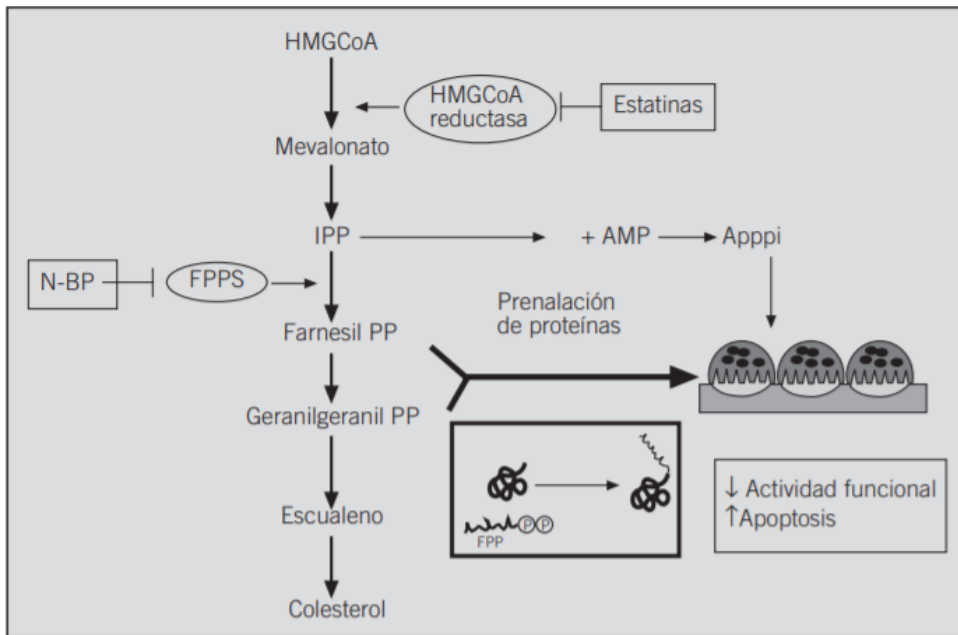 HMGCoA
HMGCoA
reductasa
Estatinas
Mevalonato
IPP
+ AMP
Apppi
N-BP
FPPS
Prenalación
de proteínas
Farnesil PP
Geranilgeranil PP
↓ Actividad funcional
↑Apoptosis
Escualeno
P P
FPP
Colesterol